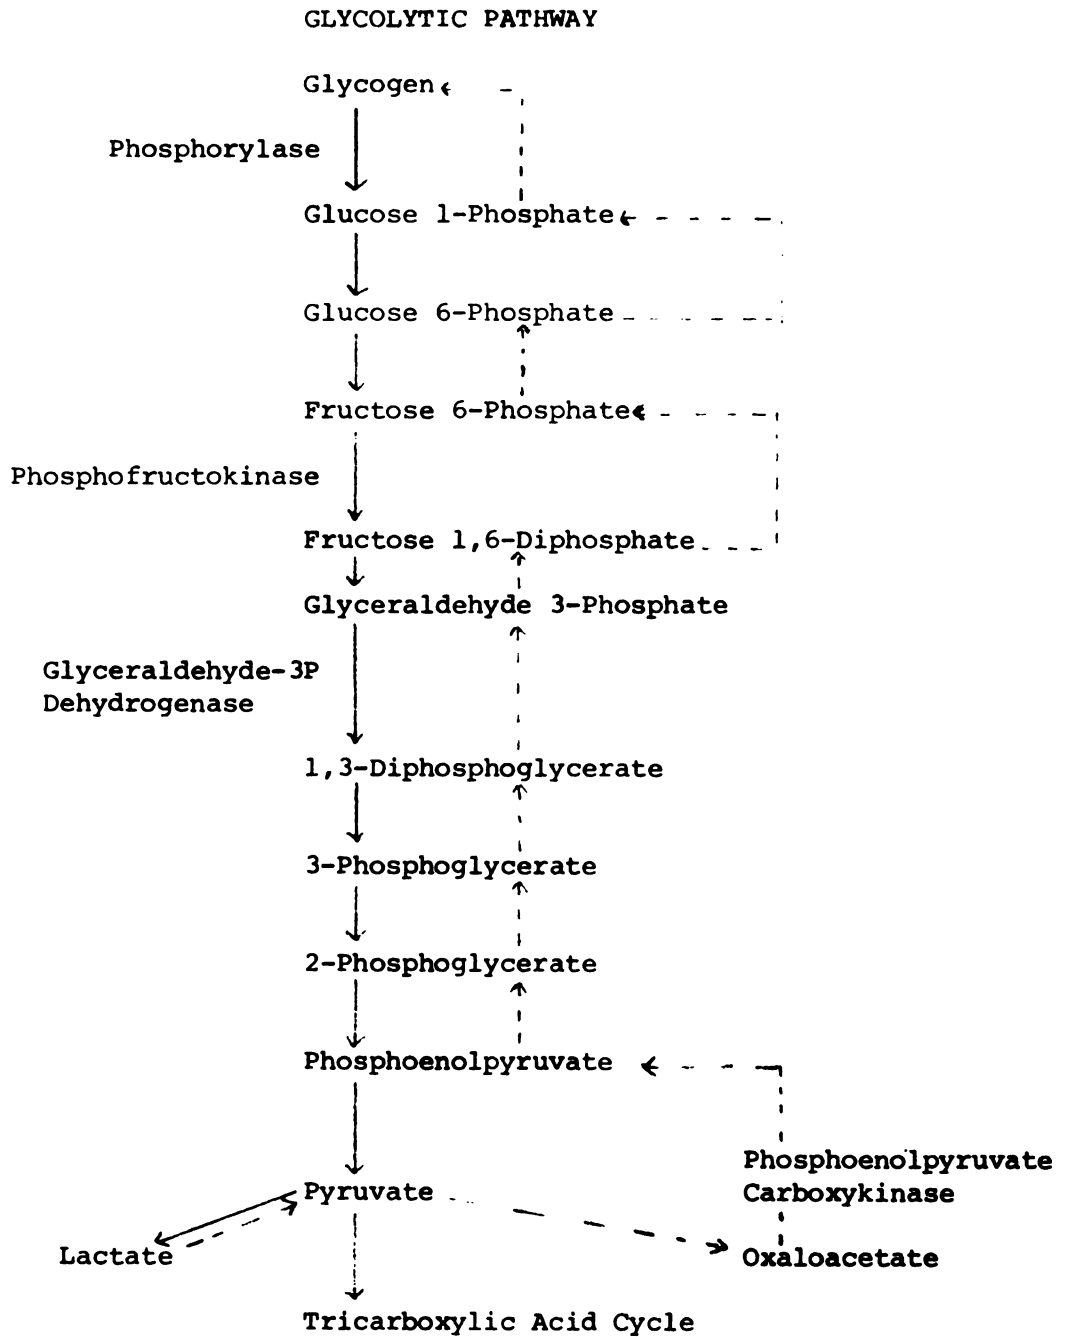 GLYCOLYTIC PATHWAY
Glycogen
Phosphorylase
Glucose 1-Phosphate
Glucose 6-Phosphate
Fructose 6-Phosphate
Phosphofructokinase
Fructose 1,6-Diphosphate
Glyceraldehyde 3-Phosphate
Glyceraldehyde-3P
Dehydrogenase
1,3-Diphosphoglycerate
3-Phosphoglycerate
2-Phosphoglycerate
Phosphoenolpyruvate
Phosphoenolpyruvate
Carboxykinase
Pyruvate
Lactate
Oxaloacetate
Tricarboxylic Acid Cycle